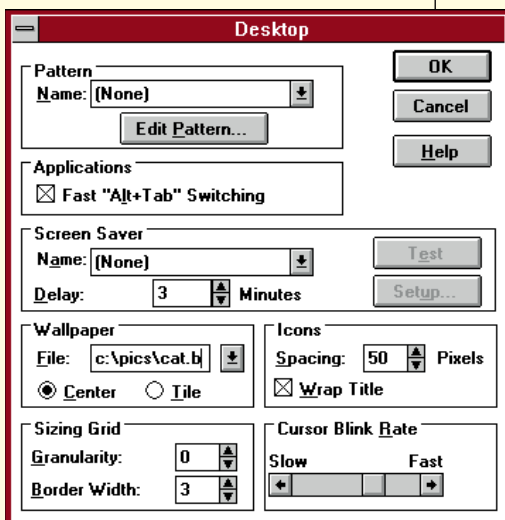 Desktop
Pattern
Name: (None)
Edit Pattern...
OK
Cancel
Help
Applications
Fast "Alt+Tab" Switching
Screen Saver
Name: (None)
Test
Delay: 3 Minutes
Setup...
Wallpaper
File: c:\pics\cat.b
Center Tile
Icons
Spacing: 50 Pixels
Wrap Title
Sizing Grid
Granularity: 0
Border Width: 3
Cursor Blink Rate
Slow Fast